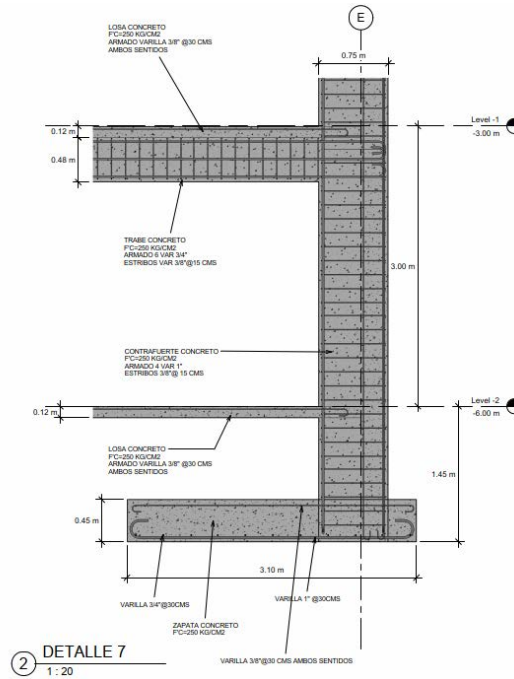 LOSA CONCRETO
F'C=250 KG/CM2
ARMADO VARILLA 3/8" @30 CMS
AMBOS SENTIDOS
E
0.75 m
Level -1
-3.00 m
0.12 m
0.48 m
TRABE CONCRETO
F'C=250 KG/CM2
ARMADO 6 VAR 3/4"
ESTRIBOS VAR 3/8"@15 CMS
3.00 m
CONTRAFUERTE CONCRETO
F'C=250 KG/CM2
ARMADO 4 VAR 1"
ESTRIBOS 3/8"@ 15 CMS
Level -2
-6.00 m
0.12 m
LOSA CONCRETO
F'C=250 KG/CM2
ARMADO VARILLA 3/8" @30 CMS
AMBOS SENTIDOS
1.45 m
0.45 m
3.10 m
VARILLA 3/4"@30CMS
VARILLA 1" @30CMS
ZAPATA CONCRETO
F'C=250 KG/CM2
VARILLA 3/8"@30 CMS AMBOS SENTIDOS
2
DETALLE 7
1 : 20